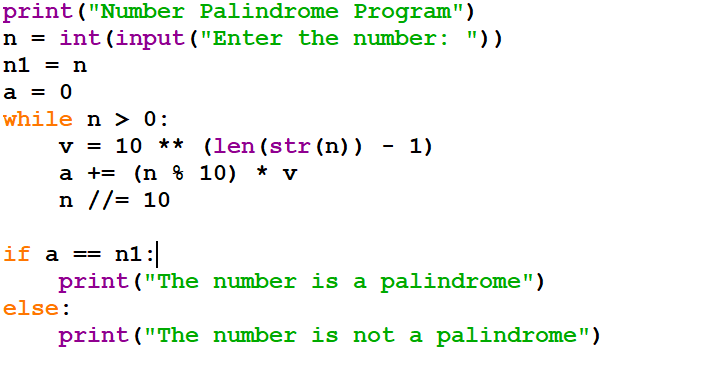 print("Number Palindrome Program")
n = int(input("Enter the number: "))
n1 = n
a = 0
while n > 0:
    v = 10 ** (len(str(n)) - 1)
    a += (n % 10) * v
    n //= 10

if a == n1:
    print("The number is a palindrome")
else:
    print("The number is not a palindrome")